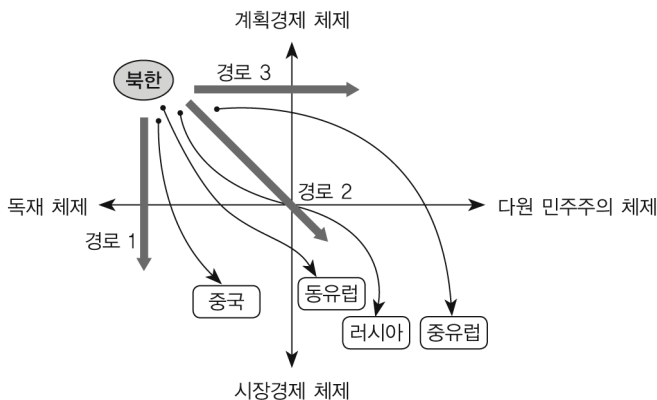 계획경제 체제
북한
경로 3
경로 2
독재 체제
다원 민주주의 체제
경로 1
중국
동유럽
러시아
중유럽
시장경제 체제